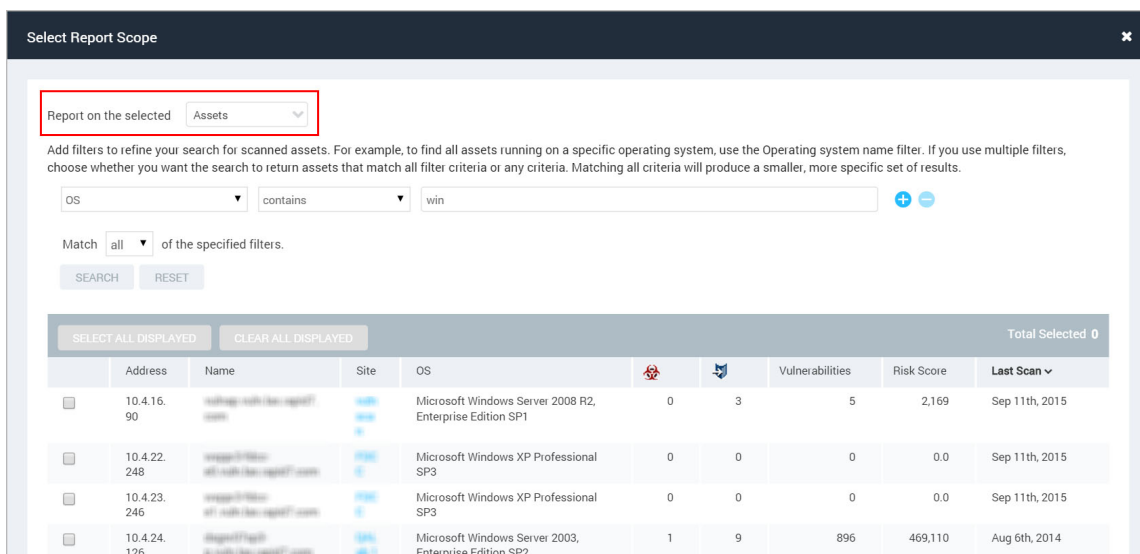 Select Report Scope
Report on the selected Assets
Add filters to refine your search for scanned assets. For example, to find all assets running on a specific operating system, use the Operating system name filter. If you use multiple filters,
choose whether you want the search to return assets that match all filter criteria or any criteria. Matching all criteria will produce a smaller, more specific set of results.
OS contains win
Match all of the specified filters.
SEARCH RESET
SELECT ALL DISPLAYED CLEAR ALL DISPLAYED Total Selected 0
Address Name Site OS Vulnerabilities Risk Score Last Scan
10.4.16. Microsoft Windows Server 2008 R2, 0 3 5 2,169 Sep 11th, 2015
90 Enterprise Edition SP1
10.4.22. Microsoft Windows XP Professional 0 0 0 0.0 Sep 11th, 2015
248 SP3
10.4.23. Microsoft Windows XP Professional 0 0 0 0.0 Sep 11th, 2015
246 SP3
10.4.24. Microsoft Windows Server 2003, 1 9 896 469,110 Aug 6th, 2014
126 Enterprise Edition SP2